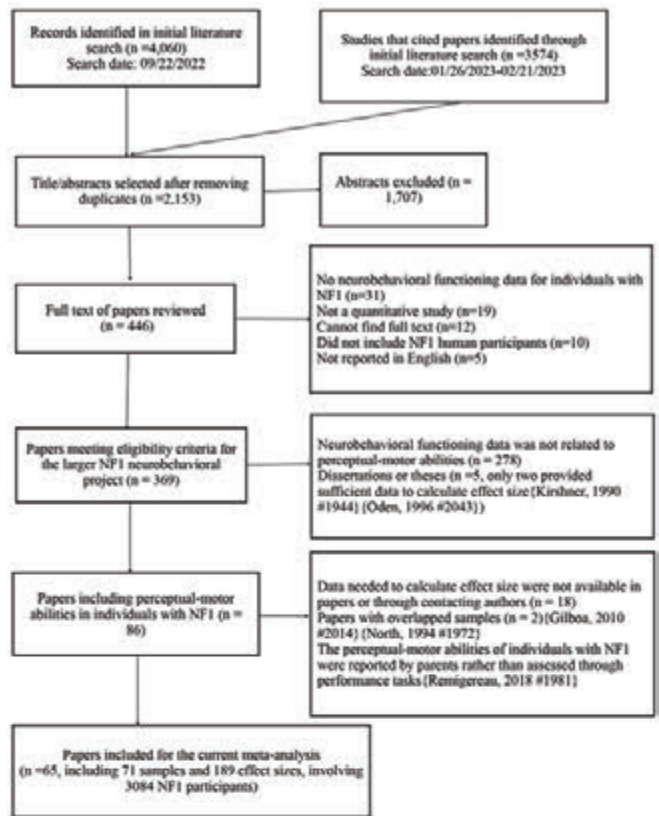 Records identified in initial literature
search (n =4,060)
Search date: 09/22/2022
Studies that cited papers identified through
initial literature search (n =3574)
Search date:01/26/2023-02/21/2023
Title/abstracts selected after removing
duplicates (n =2,153)
Abstracts excluded (n =
1,707)
Full text of papers reviewed
(n = 446)
No neurobehavioral functioning data for individuals with
NF1 (n=31)
Not a quantitative study (n=19)
Cannot find full text (n=12)
Did not include NF1 human participants (n=10)
Not reported in English (n=5)
Papers meeting eligibility criteria for
the larger NF1 neurobehavioral
project (n = 369)
Neurobehavioral functioning data was not related to
perceptual-motor abilities (n = 278)
Dissertations or theses (n =5, only two provided
sufficient data to calculate effect size{Kirshner, 1990
#1944}{Oden, 1996 #2043})
Papers including perceptual-motor
abilities in individuals with NF1 (n =
86)
Data needed to calculate effect size were not available in
papers or through contacting authors (n = 18)
Papers with overlapped samples (n = 2){Gilboa, 2010
#2014}{North, 1994 #1972}
The perceptual-motor abilities of individuals with NF1
were reported by parents rather than assessed through
performance tasks{Remigereau, 2018 #1981}
Papers included for the current meta-analysis
(n =65, including 71 samples and 189 effect sizes, involving
3084 NF1 participants)